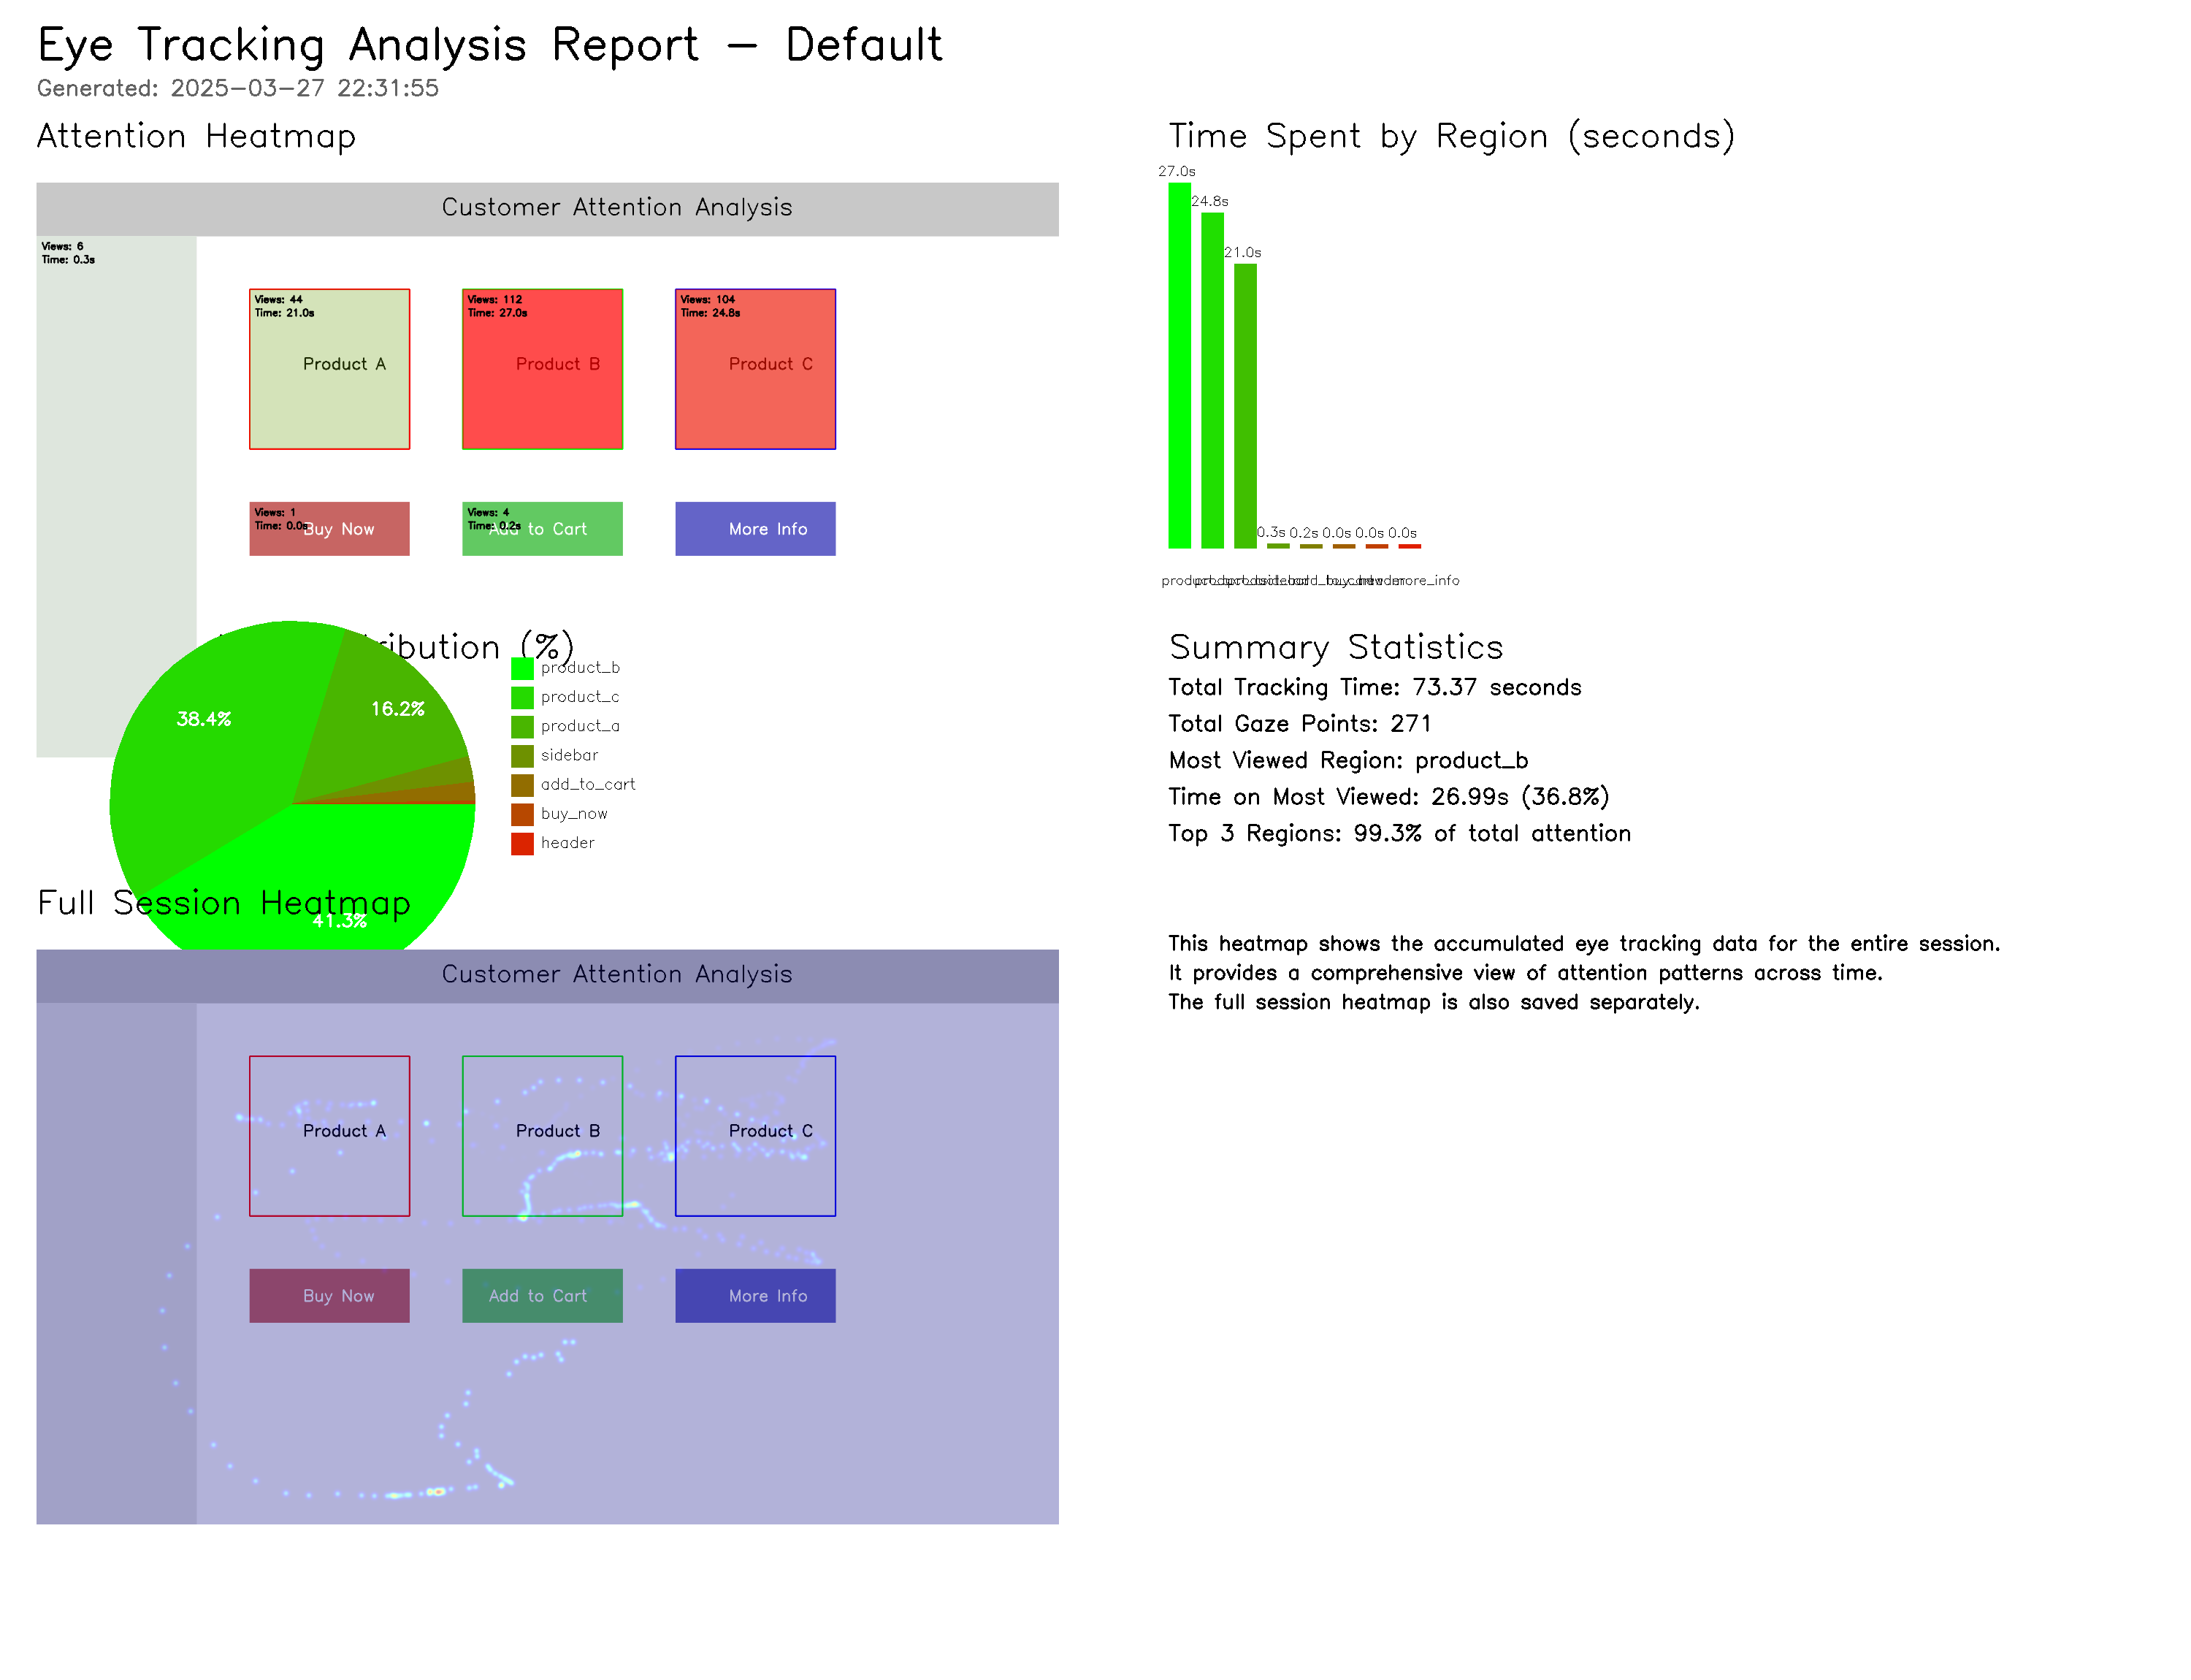 Eye Tracking Analysis Report - Default
Generated: 2025-03-27 22:31:55
Attention Heatmap
Customer Attention Analysis
Views: 6
Time: 0.3s
Views: 44
Time: 21.0s
Product A
Views: 112
Time: 27.0s
Product B
Views: 104
Time: 24.8s
Product C
Views: 1
Time: 0.0s
Buy Now
Views: 4
Time: 0.2s
Add to Cart
More Info
Time Spent by Region (seconds)
27.0s
24.8s
21.0s
0.3s
0.2s
0.0s
0.0s
0.0s
more_info
(%)
38.4%
16.2%
41.3%
product_b
product_c
product_a
sidebar
add_to_cart
buy_now
header
Summary Statistics
Total Tracking Time: 73.37 seconds
Total Gaze Points: 271
Most Viewed Region: product_b
Time on Most Viewed: 26.99s (36.8%)
Top 3 Regions: 99.3% of total attention
Full Session Heatmap
Customer Attention Analysis
Product A
Product B
Product C
Buy Now
Add to Cart
More Info
This heatmap shows the accumulated eye tracking data for the entire session.
It provides a comprehensive view of attention patterns across time.
The full session heatmap is also saved separately.